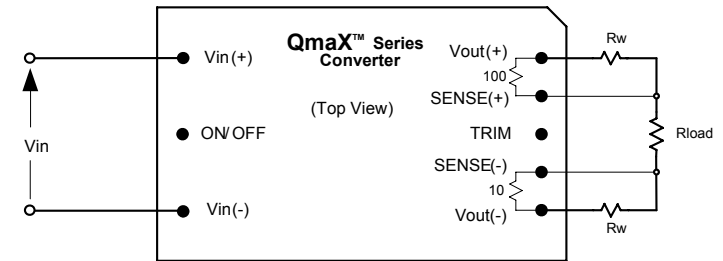 QmaX™ Series
Converter
(Top View)
Vin
Vin(+)
ON/OFF
Vin(-)
Vout(+)
100
SENSE(+)
TRIM
SENSE(-)
10
Vout(-)
Rw
Rload
Rw